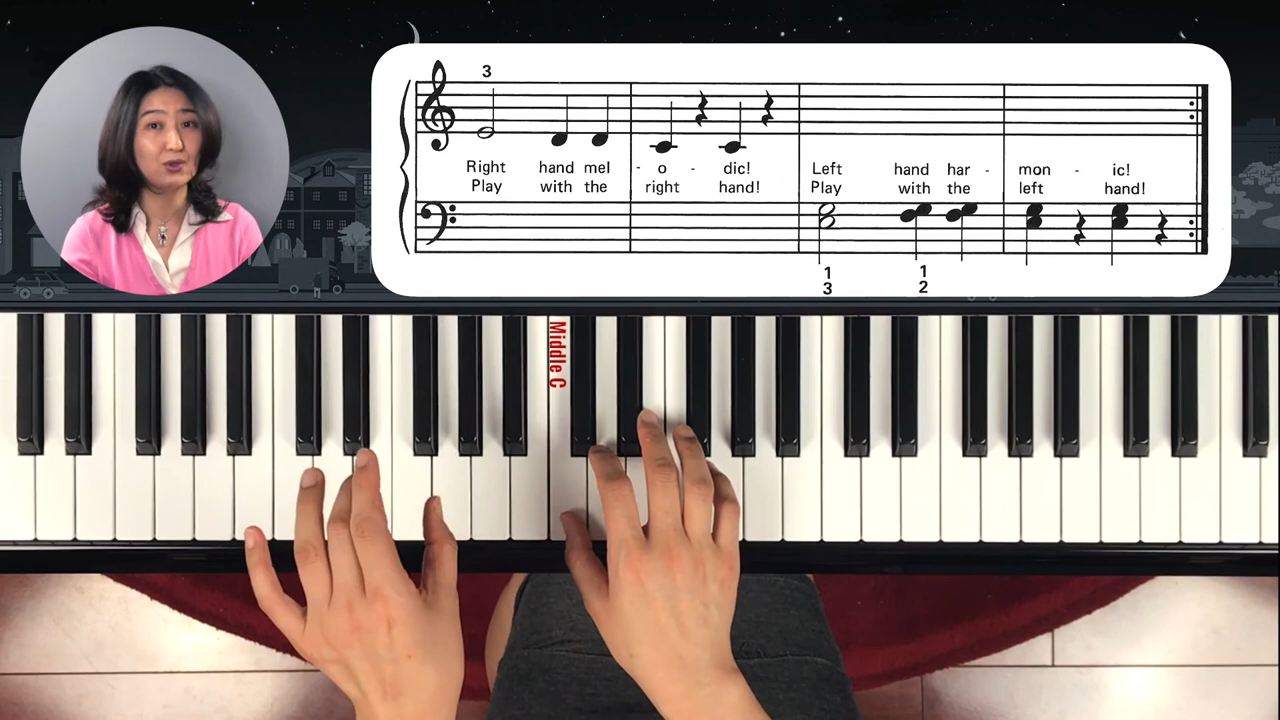 3
Right hand mel - o - dic! Left hand har - mon - ic!
Play with the right hand! Play with the left hand!
1 1
3 2
Middle C